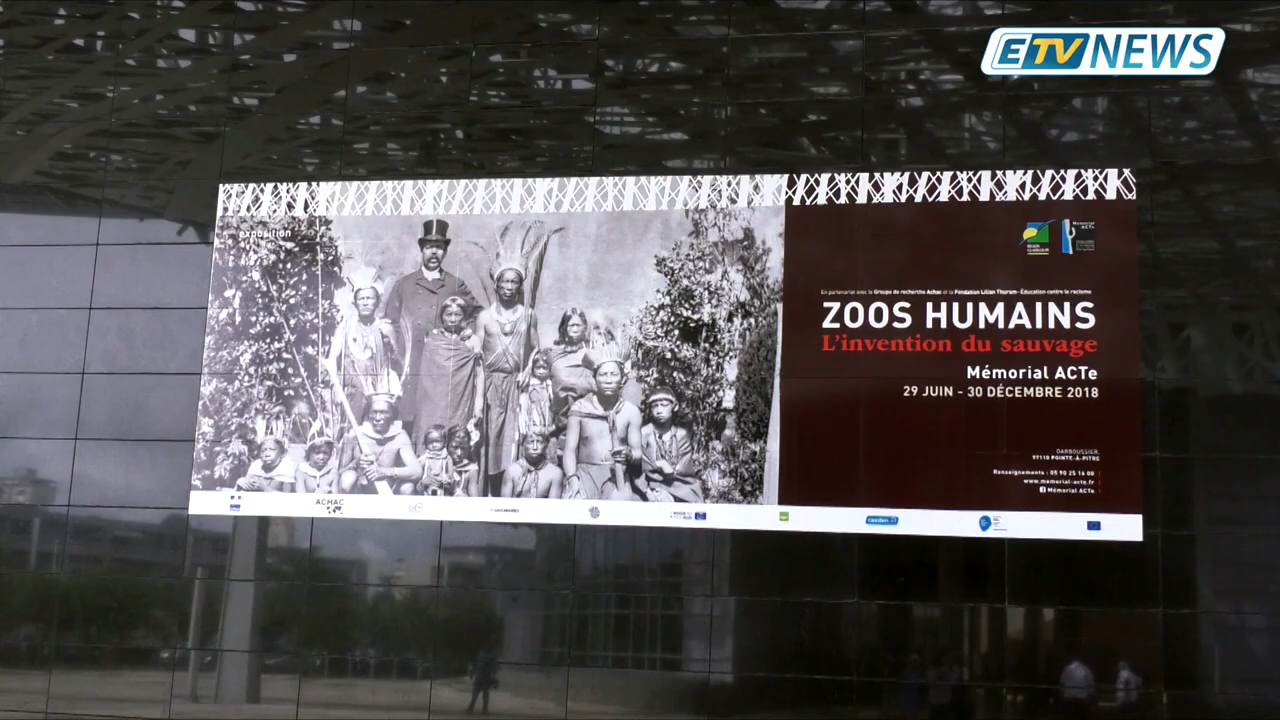 ETV NEWS
exposition
Mémorial
ACTe
En partenariat avec le Groupe de recherche Achac et la Fondation Lilian Thuram - Éducation contre le racisme
ZOOS HUMAINS
L'invention du sauvage
Mémorial ACTe
29 JUIN - 30 DÉCEMBRE 2018
DARBOUSSIER,
97110 POINTE-À-PITRE
Renseignements : 05 90 25 16 00
www.memorial-acte.fr
Mémorial ACTe
ACHAC